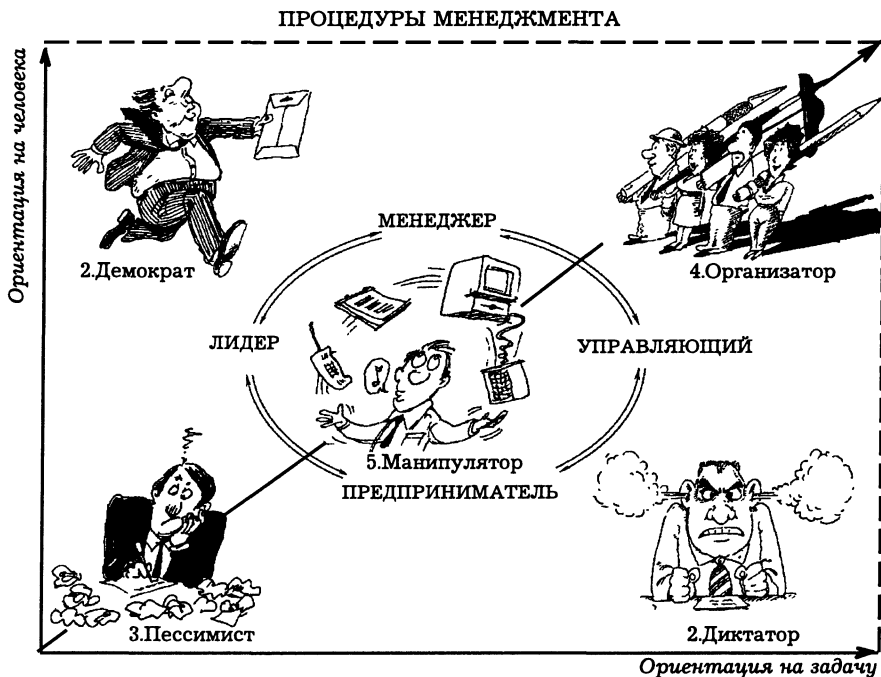 ПРОЦЕДУРЫ МЕНЕДЖМЕНТА
Ориентация на человека
2.Демократ
4.Организатор
МЕНЕДЖЕР
ЛИДЕР
УПРАВЛЯЮЩИЙ
5.Манипулятор
ПРЕДПРИНИМАТЕЛЬ
3.Пессимист
2.Диктатор
Ориентация на задачу